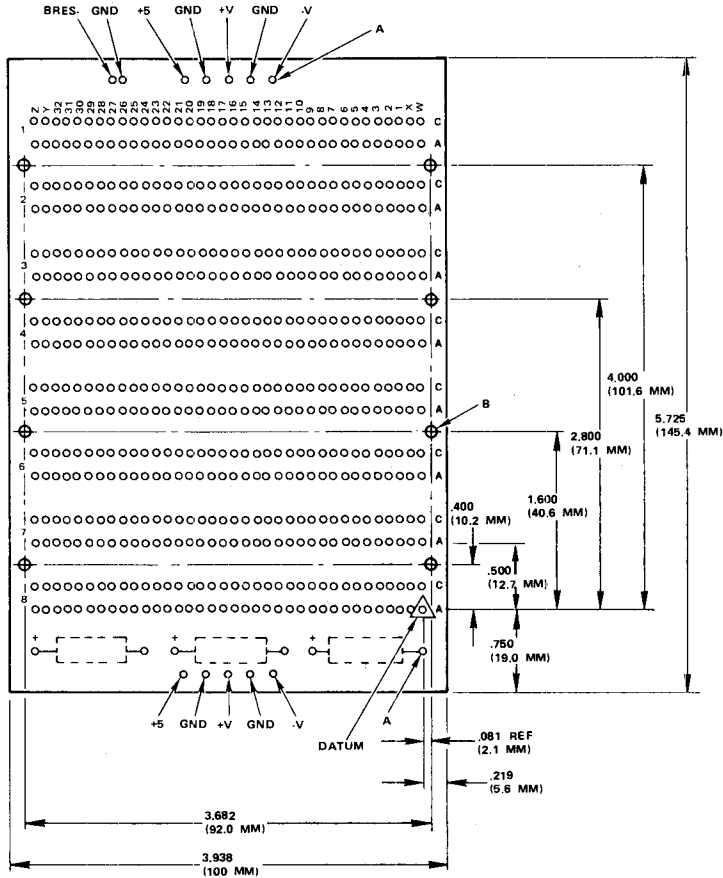 BRES- GND +5 GND +V GND -V
A
Z Y 32 31 30 29 28 27 26 25 24 23 22 21 20 19 18 17 16 15 14 13 12 11 10 9 8 7 6 5 4 3 2 1 X W
1
C
A
2
C
A
3
C
A
4
C
A
5
C
A
B
6
C
A
7
C
A
8
C
A
4.000
(101.6 MM)
5.725
(145.4 MM)
2.800
(71.1 MM)
1.600
(40.6 MM)
.400
(10.2 MM)
.500
(12.7 MM)
.750
(19.0 MM)
+ + +
+5 GND +V GND -V
A
DATUM
.081 REF
(2.1 MM)
.219
(5.6 MM)
3.682
(92.0 MM)
3.938
(100 MM)